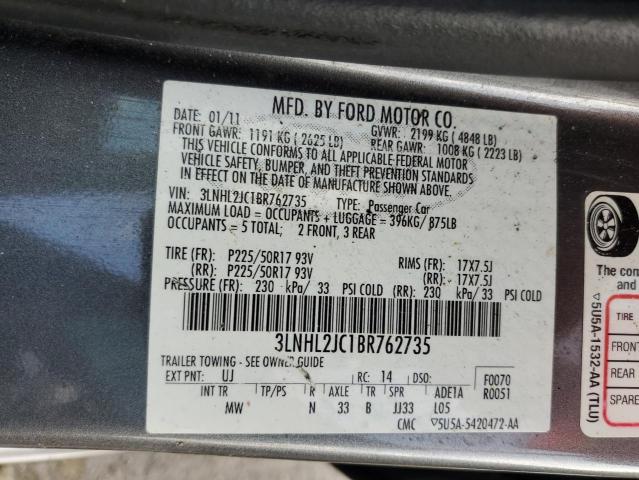 MFD. BY FORD MOTOR CO.
DATE: 01/11
GVWR: 2199 KG ( 4848 LB)
FRONT GAWR: 1191 KG ( 2625 LB)
REAR GAWR: 1008 KG ( 2223 LB)
THIS VEHICLE CONFORMS TO ALL APPLICABLE FEDERAL MOTOR
VEHICLE SAFETY, BUMPER, AND THEFT PREVENTION STANDARDS
IN EFFECT ON THE DATE OF MANUFACTURE SHOWN ABOVE.
VIN: 3LNHL2JC1BR762735 TYPE: Passenger Car
MAXIMUM LOAD = OCCUPANTS + LUGGAGE = 396KG/ 875LB
OCCUPANTS = 5 TOTAL; 2 FRONT, 3 REAR
TIRE (FR): P225/50R17 93V RIMS (FR): 17X7.5J
(RR): P225/50R17 93V (RR): 17X7.5J
PRESSURE (FR): 230 kPa/ 33 PSI COLD (RR): 230 kPa/33 PSI COLD
3LNHL2JC1BR762735
TRAILER TOWING - SEE OWNER GUIDE
EXT PNT: UJ RC: 14 DSO: F0070
R0051
INT TR TP/PS R AXLE TR SPR ADE1A
MW N 33 B JJ33 L05
CMC ▽5U5A-5420472-AA
The con
and
TIRE
FRONT
REAR
SPARE
▽5U5A-1532-AA (TLU)